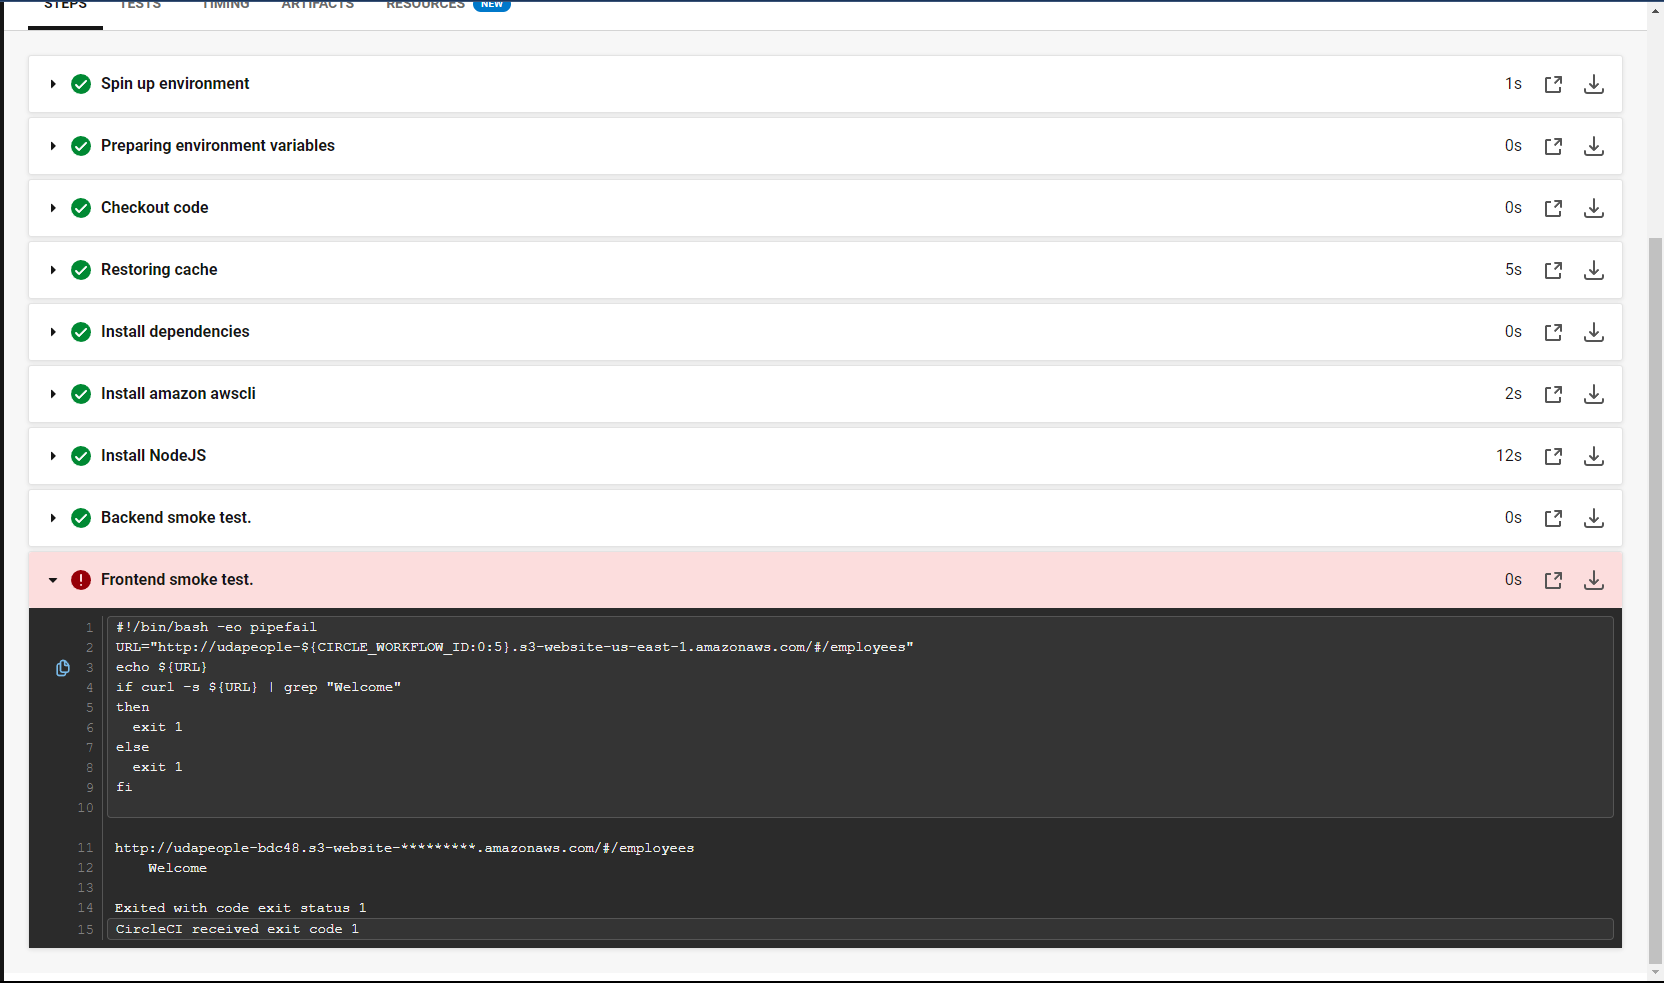 STEPS TESTS TIMING ARTIFACTS RESOURCES NEW
Spin up environment 1s
Preparing environment variables 0s
Checkout code 0s
Restoring cache 5s
Install dependencies 0s
Install amazon awscli 2s
Install NodeJS 12s
Backend smoke test. 0s
Frontend smoke test. 0s
1 #!/bin/bash -eo pipefail
2 URL="http://udapeople-${CIRCLE_WORKFLOW_ID:0:5}.s3-website-us-east-1.amazonaws.com/#/employees"
3 echo ${URL}
4 if curl -s ${URL} | grep "Welcome"
5 then
6 exit 1
7 else
8 exit 1
9 fi
10
11 http://udapeople-bdc48.s3-website-*********.amazonaws.com/#/employees
12 Welcome
13
14 Exited with code exit status 1
15 CircleCI received exit code 1